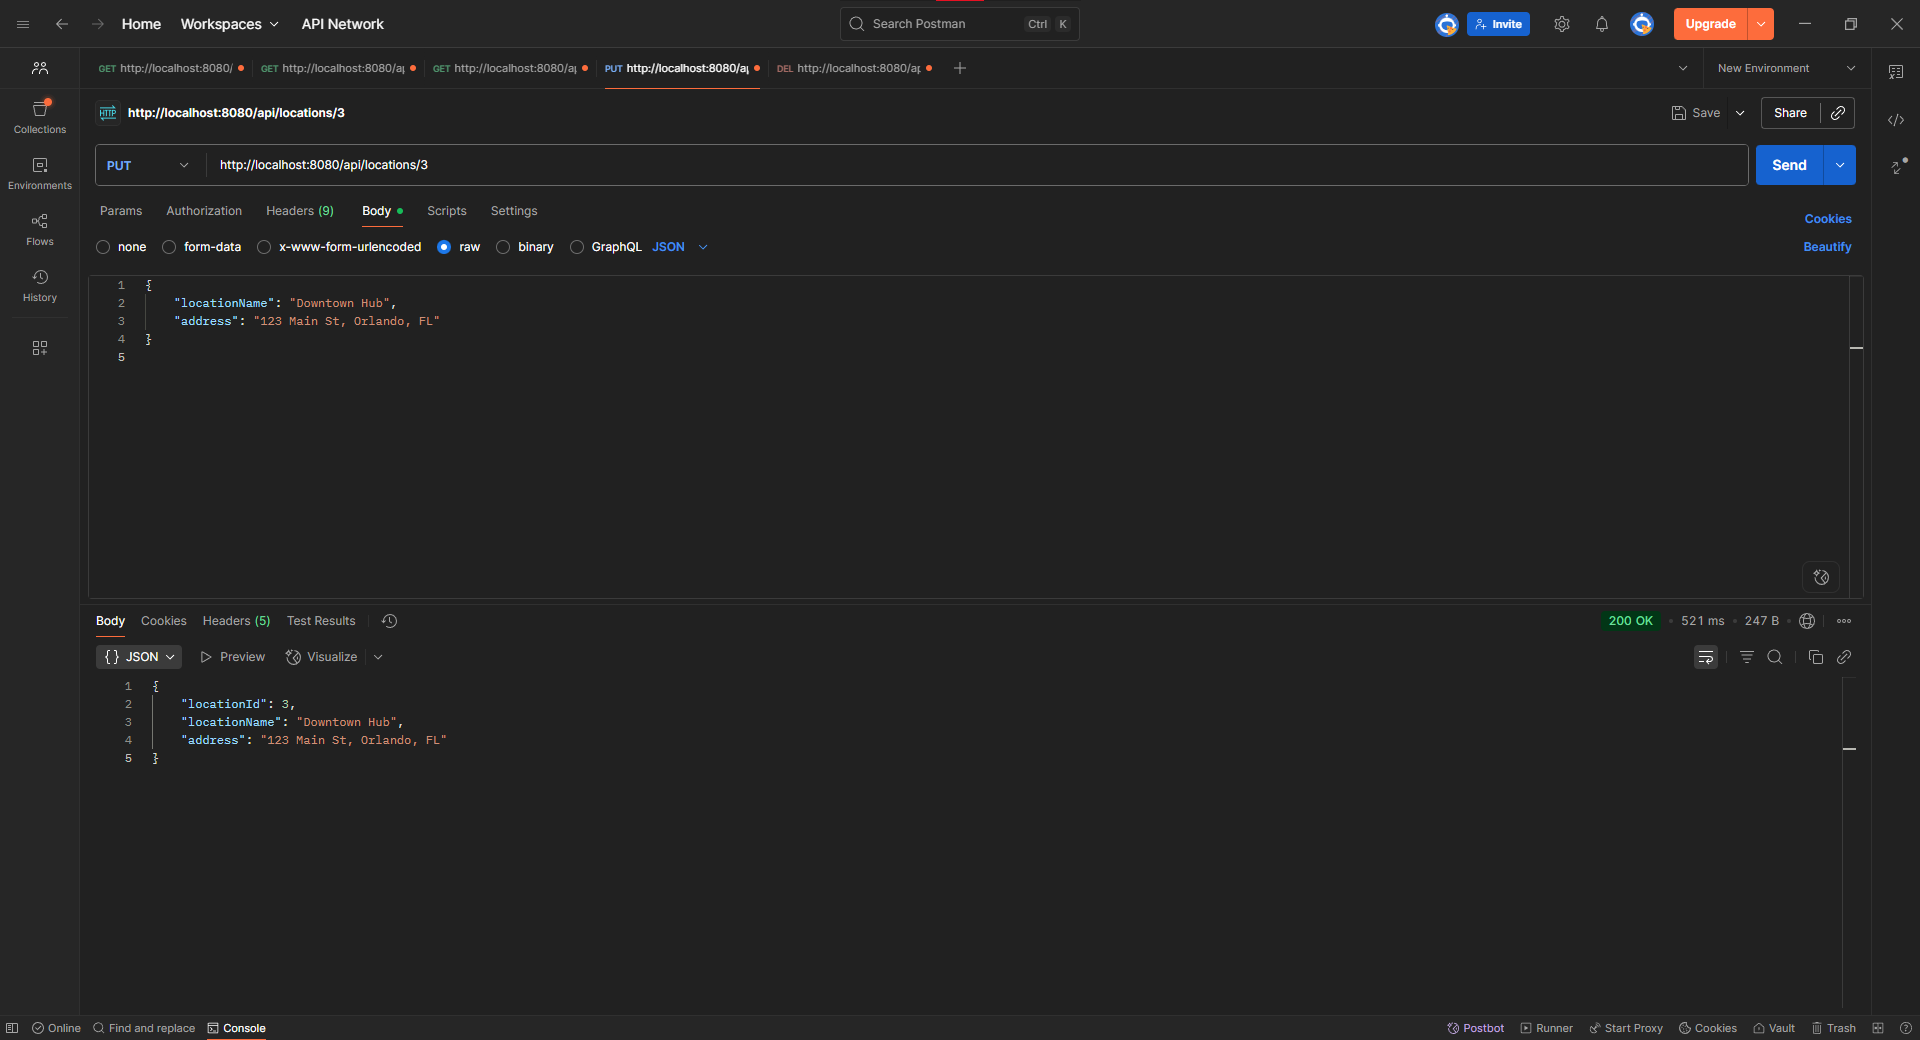 Home Workspaces API Network Search Postman Ctrl K Invite Upgrade
GET http://localhost:8080/ GET http://localhost:8080/a GET http://localhost:8080/a PUT http://localhost:8080/a DEL http://localhost:8080/a New Environment
HTTP http://localhost:8080/api/locations/3 Save Share
Collections
Environments
Flows
History
PUT http://localhost:8080/api/locations/3 Send
Params Authorization Headers (9) Body Scripts Settings Cookies
none form-data x-www-form-urlencoded raw binary GraphQL JSON Beautify
1 {
2 "locationName": "Downtown Hub",
3 "address": "123 Main St, Orlando, FL"
4 }
5
Body Cookies Headers (5) Test Results 200 OK 521 ms 247 B
{} JSON Preview Visualize
1 {
2 "locationId": 3,
3 "locationName": "Downtown Hub",
4 "address": "123 Main St, Orlando, FL"
5 }
Online Find and replace Console Postbot Runner Start Proxy Cookies Vault Trash